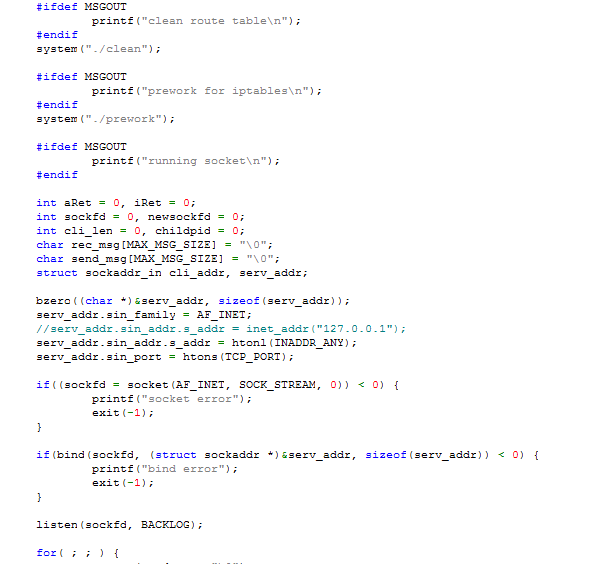 #ifdef MSGOUT
printf("clean route table\n");
#endif
system("./clean");
#ifdef MSGOUT
printf("prework for iptables\n");
#endif
system("./prework");
#ifdef MSGOUT
printf("running socket\n");
#endif
int aRet = 0, iRet = 0;
int sockfd = 0, newsockfd = 0;
int cli_len = 0, childpid = 0;
char rec_msg[MAX_MSG_SIZE] = "\0";
char send_msg[MAX_MSG_SIZE] = "\0";
struct sockaddr_in cli_addr, serv_addr;
bzero((char *)&serv_addr, sizeof(serv_addr));
serv_addr.sin_family = AF_INET;
//serv_addr.sin_addr.s_addr = inet_addr("127.0.0.1");
serv_addr.sin_addr.s_addr = htonl(INADDR_ANY);
serv_addr.sin_port = htons(TCP_PORT);
if((sockfd = socket(AF_INET, SOCK_STREAM, 0)) < 0) {
printf("socket error");
exit(-1);
}
if(bind(sockfd, (struct sockaddr *)&serv_addr, sizeof(serv_addr)) < 0) {
printf("bind error");
exit(-1);
}
listen(sockfd, BACKLOG);
for( ; ; ) {